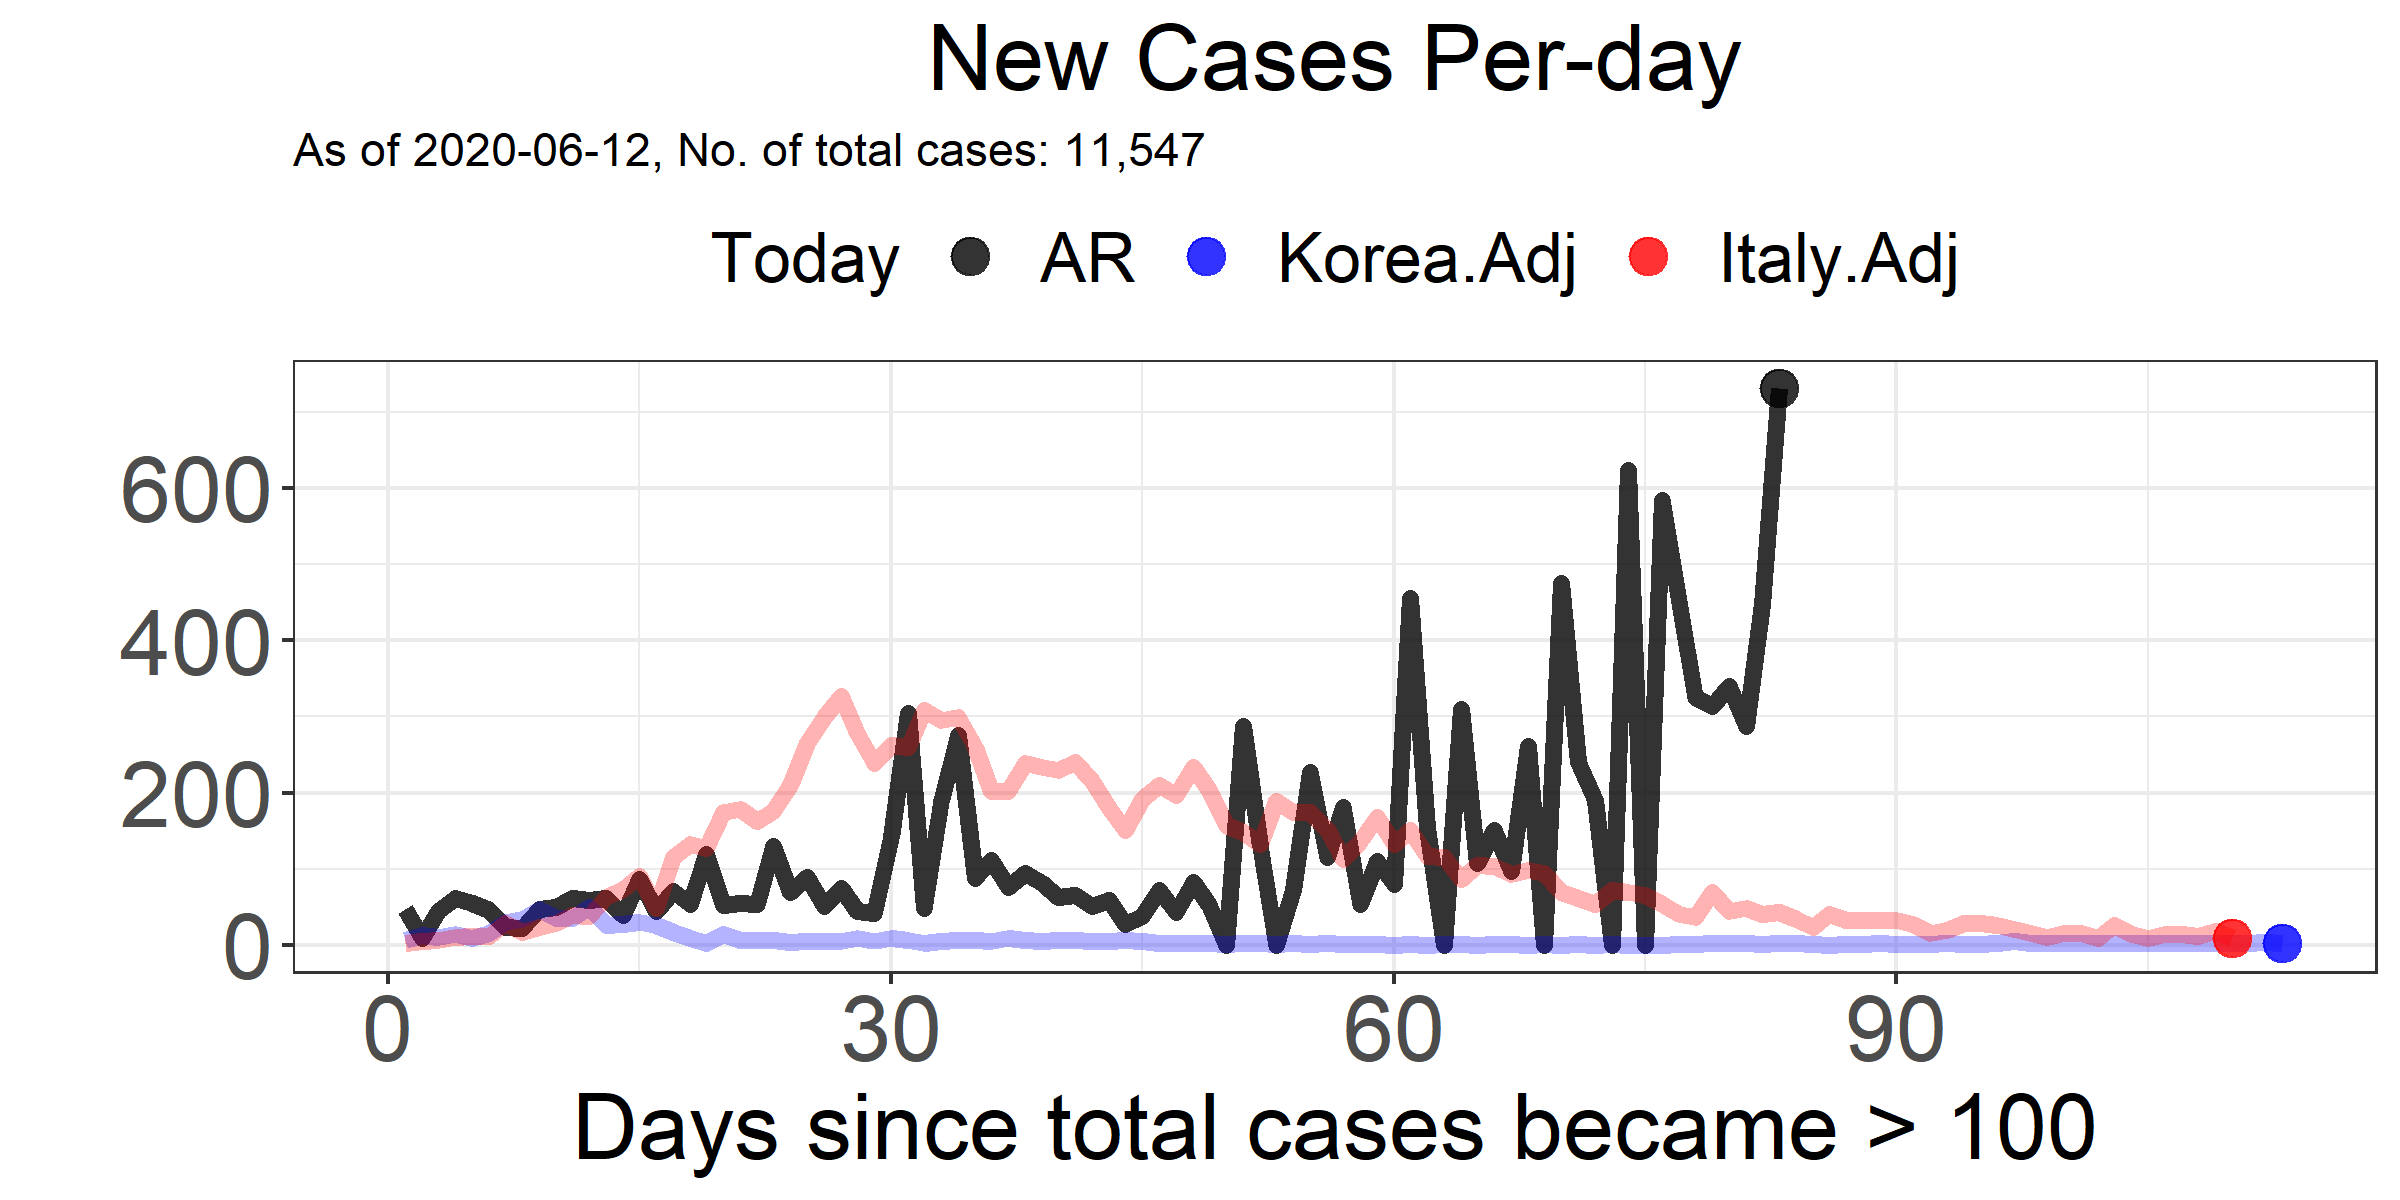 New Cases Per-day
As of 2020-06-12, No. of total cases: 11,547
Today AR Korea.Adj Italy.Adj
600
400
200
0
0 30 60 90
Days since total cases became > 100